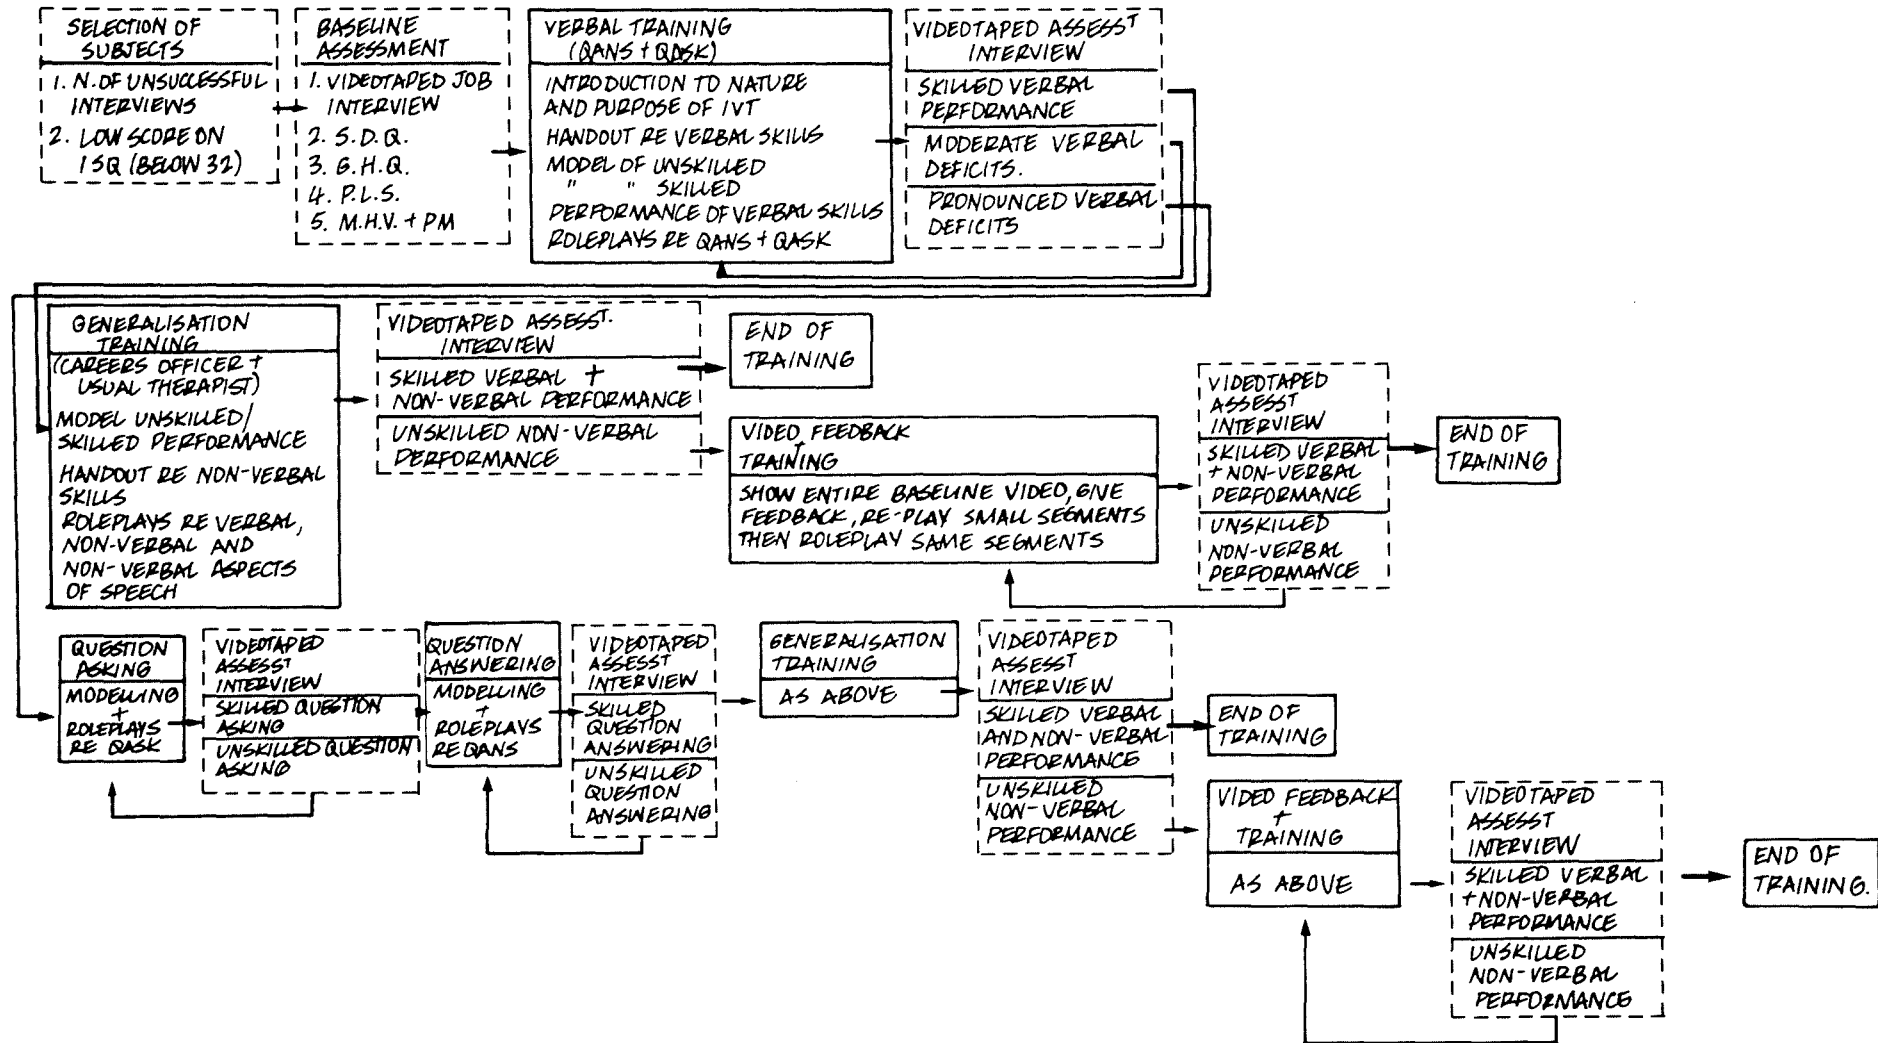 SELECTION OF
SUBJECTS
1. N. OF UNSUCCESSFUL
INTERVIEWS
2. LOW SCORE ON
ISQ (BELOW 32)
BASELINE
ASSESSMENT
1. VIDEOTAPED JOB
INTERVIEW
2. S.D.Q.
3. G.H.Q.
4. P.L.S.
5. M.H.V. + PM
VERBAL TRAINING
(QANS + QASK)
INTRODUCTION TO NATURE
AND PURPOSE OF IVT
HANDOUT RE VERBAL SKILLS
MODEL OF UNSKILLED
" " SKILLED
PERFORMANCE OF VERBAL SKILLS
ROLEPLAYS RE QANS + QASK
VIDEOTAPED ASSESST
INTERVIEW
SKILLED VERBAL
PERFORMANCE
MODERATE VERBAL
DEFICITS.
PRONOUNCED VERBAL
DEFICITS
GENERALISATION
TRAINING
(CAREERS OFFICER +
USUAL THERAPIST)
MODEL UNSKILLED/
SKILLED PERFORMANCE
HANDOUT RE NON-VERBAL
SKILLS
ROLEPLAYS RE VERBAL,
NON-VERBAL AND
NON-VERBAL ASPECTS
OF SPEECH
VIDEOTAPED ASSESST.
INTERVIEW
SKILLED VERBAL +
NON-VERBAL PERFORMANCE
UNSKILLED NON-VERBAL
PERFORMANCE
END OF
TRAINING
VIDEO FEEDBACK
+
TRAINING
SHOW ENTIRE BASELINE VIDEO, GIVE
FEEDBACK, RE-PLAY SMALL SEGMENTS
THEN ROLEPLAY SAME SEGMENTS
VIDEOTAPED
ASSESST
INTERVIEW
SKILLED VERBAL
+ NON-VERBAL
PERFORMANCE
UNSKILLED
NON-VERBAL
PERFORMANCE
END OF
TRAINING
QUESTION
ASKING
MODELLING
+
ROLEPLAYS
RE QASK
VIDEOTAPED
ASSESST
INTERVIEW
SKILLED QUESTION
ASKING
UNSKILLED QUESTION
ASKING
QUESTION
ANSWERING
MODELLING
+
ROLEPLAYS
RE QANS
VIDEOTAPED
ASSESST
INTERVIEW
SKILLED
QUESTION
ANSWERING
UNSKILLED
QUESTION
ANSWERING
GENERALISATION
TRAINING
AS ABOVE
VIDEOTAPED
ASSESST
INTERVIEW
SKILLED VERBAL
AND NON-VERBAL
PERFORMANCE
UNSKILLED
NON-VERBAL
PERFORMANCE
END OF
TRAINING
VIDEO FEEDBACK
+
TRAINING
AS ABOVE
VIDEOTAPED
ASSESST
INTERVIEW
SKILLED VERBAL
+ NON-VERBAL
PERFORMANCE
UNSKILLED
NON-VERBAL
PERFORMANCE
END OF
TRAINING.